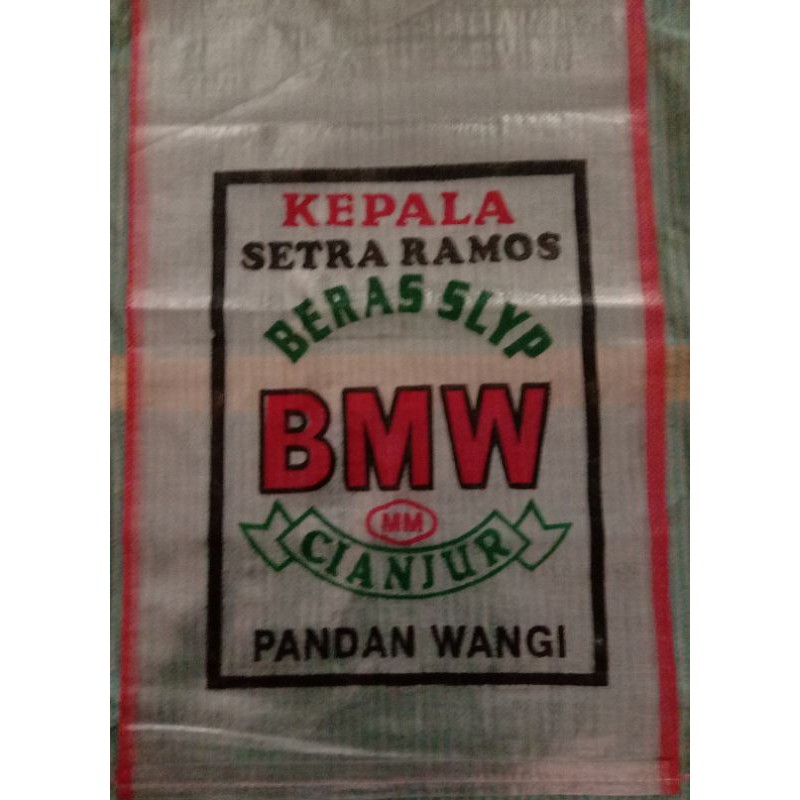 KEPALA
SETRA RAMOS
BERAS SLYP
BMW
MM
CIANJUR
PANDAN WANGI